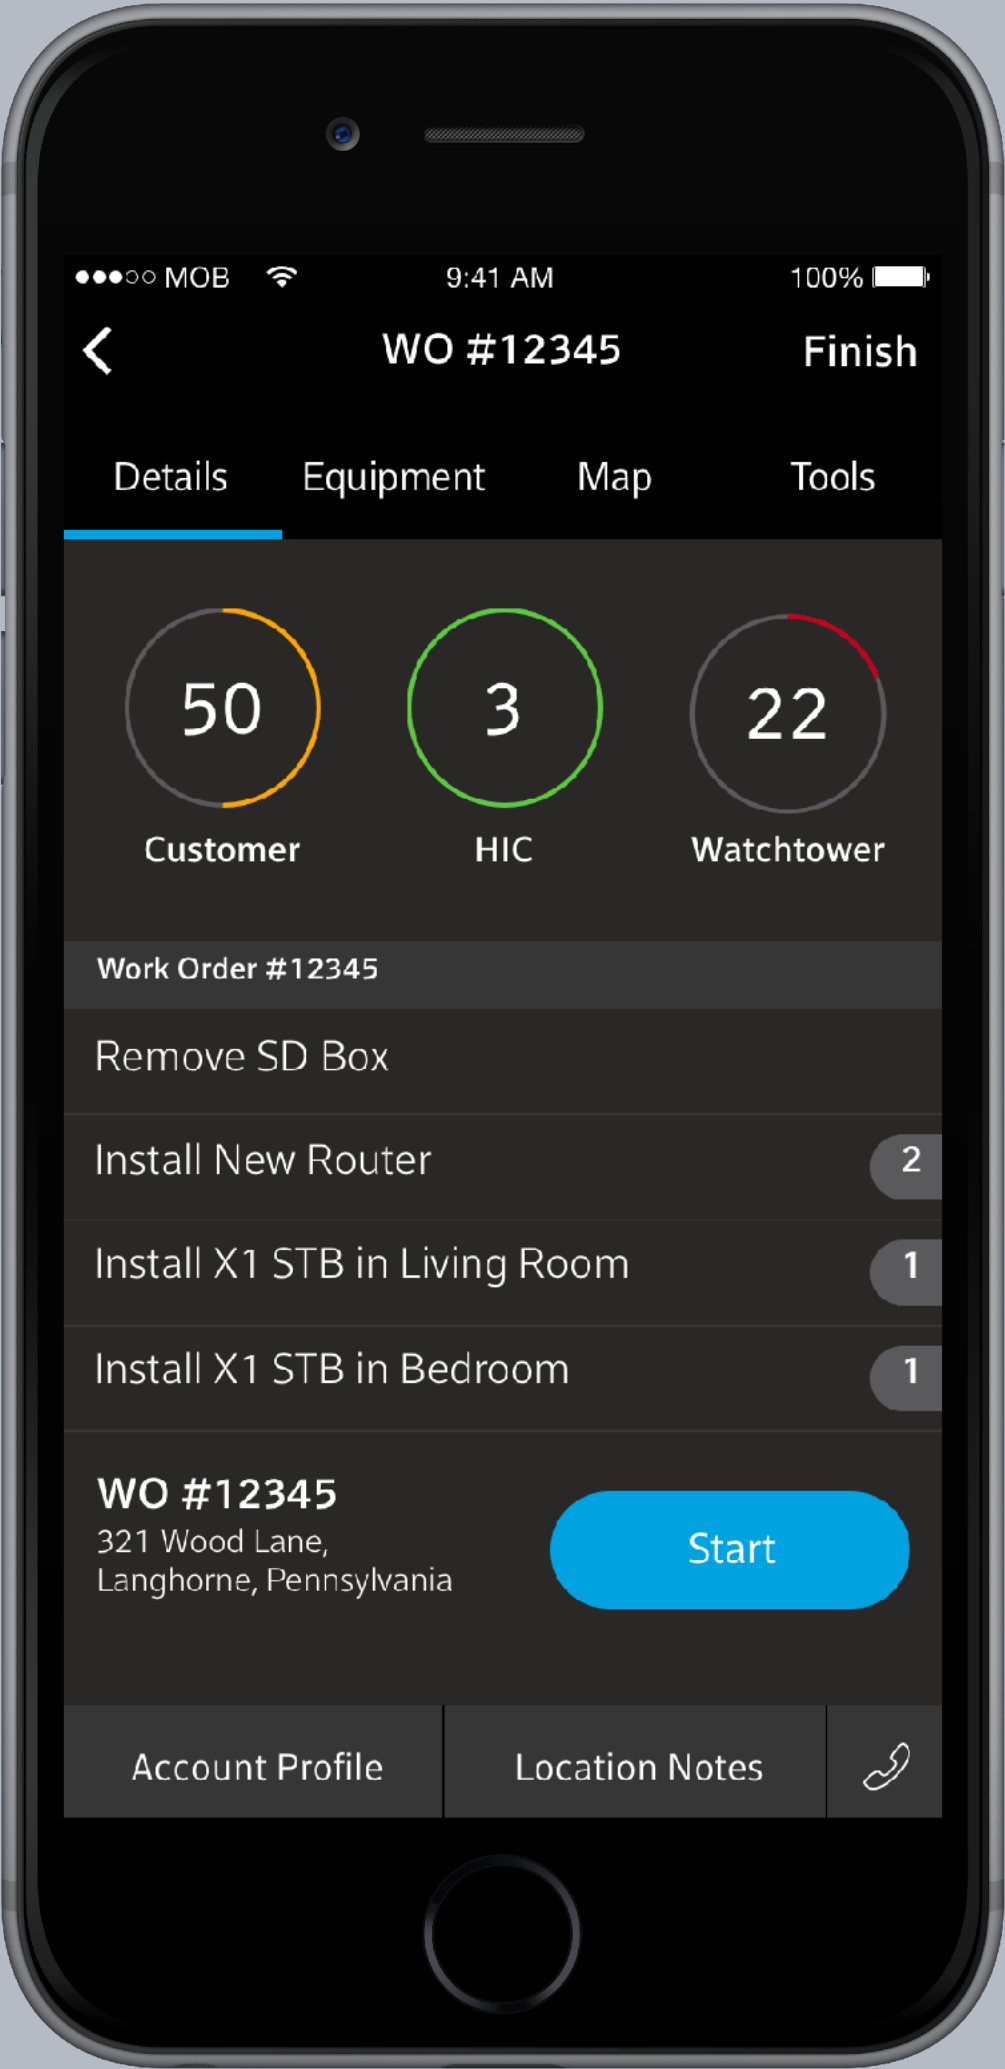 MOB 9:41 AM 100%
WO #12345 Finish
Details Equipment Map Tools
50 3 22
Customer HIC Watchtower
Work Order #12345
Remove SD Box
Install New Router 2
Install X1 STB in Living Room 1
Install X1 STB in Bedroom 1
WO #12345
321 Wood Lane,
Langhorne, Pennsylvania
Start
Account Profile Location Notes